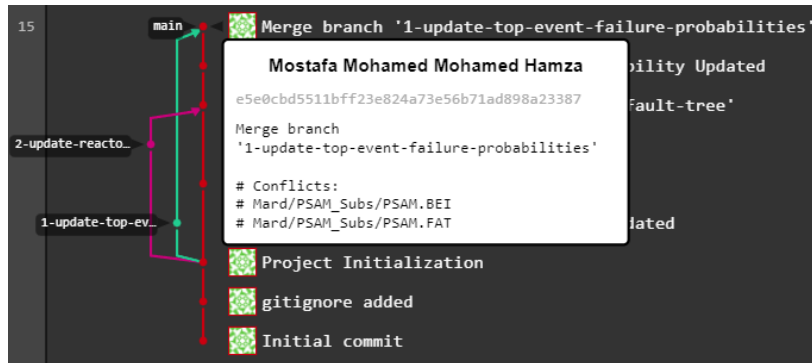 15
main
Merge branch '1-update-top-event-failure-probabilities'
Mostafa Mohamed Mohamed Hamza
bility Updated
e5e0cbd5511bff23e824a73e56b71ad898a23387
fault-tree'
Merge branch
'1-update-top-event-failure-probabilities'
2-update-reacto…
# Conflicts:
# Mard/PSAM_Subs/PSAM.BEI
# Mard/PSAM_Subs/PSAM.FAT
1-update-top-ev…
dated
Project Initialization
gitignore added
Initial commit